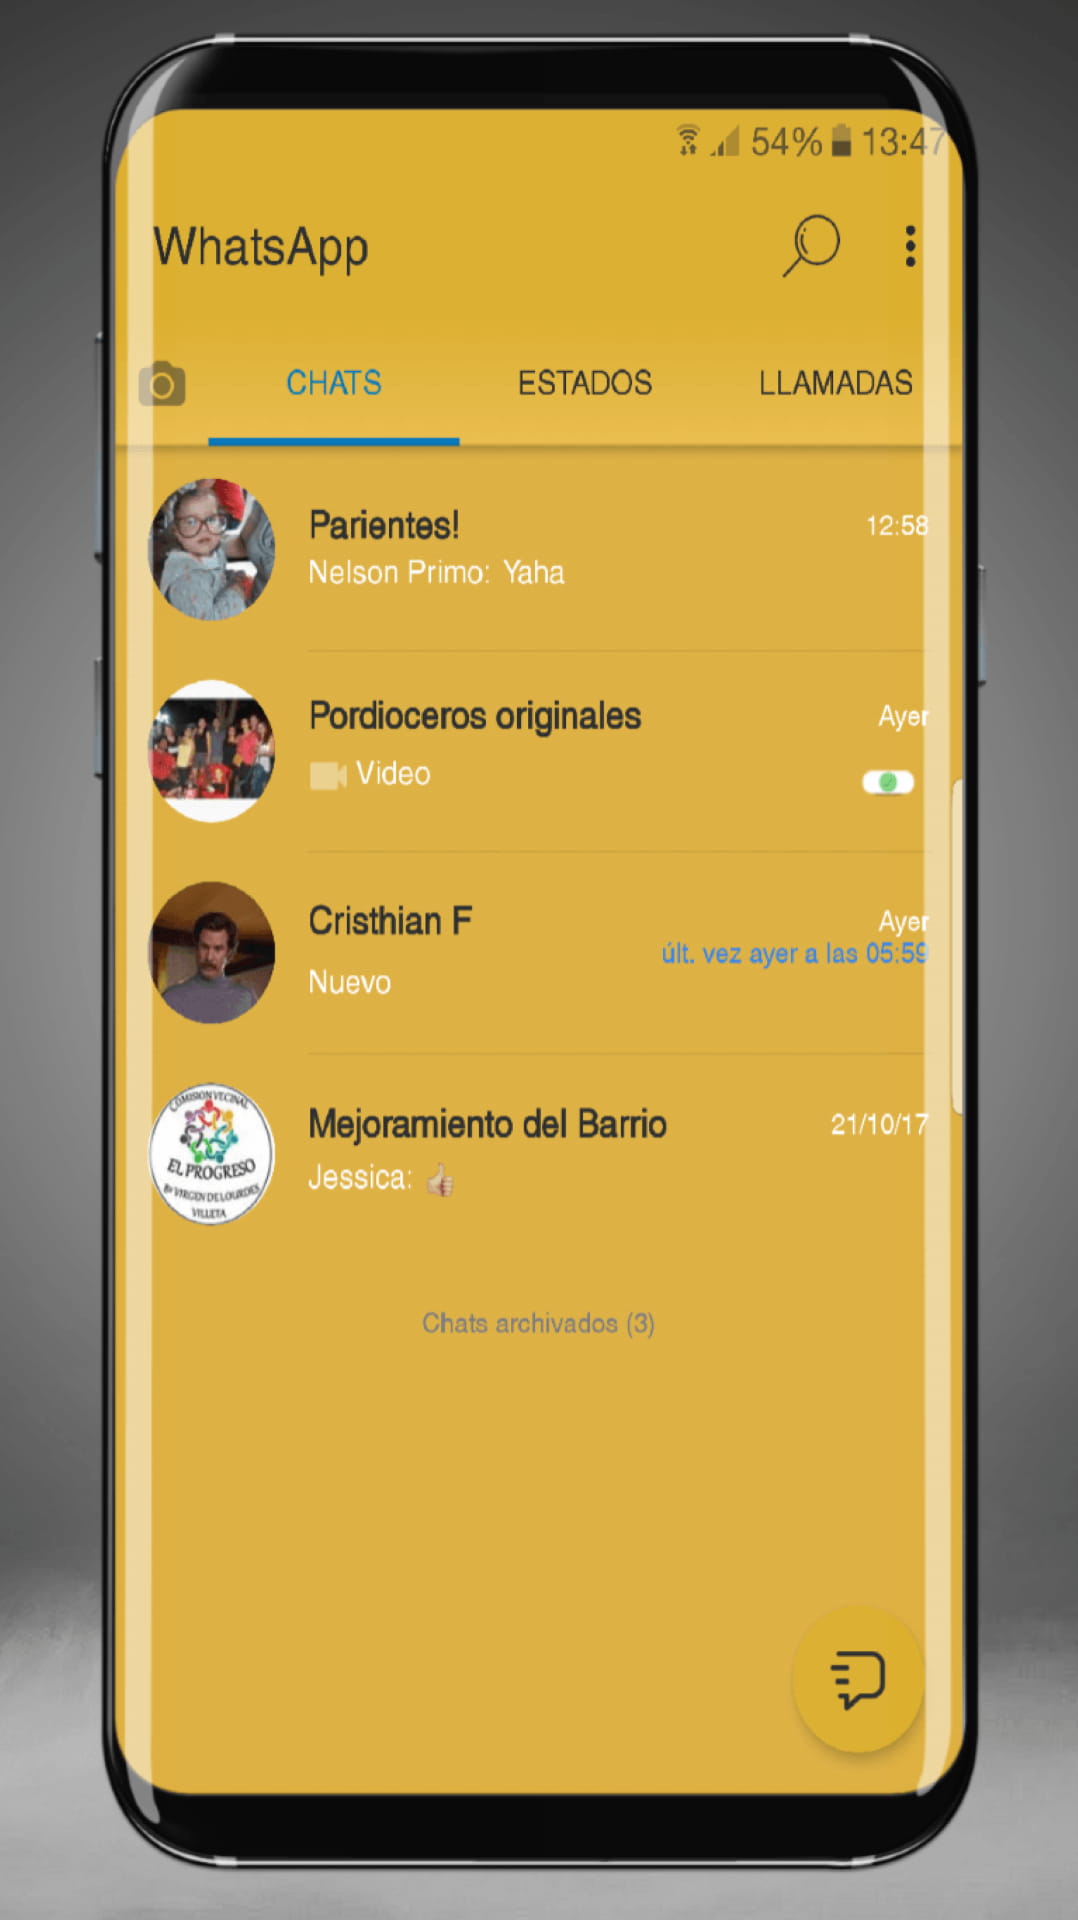 54% 13:47
WhatsApp
CHATS ESTADOS LLAMADAS
Parientes! 12:58
Nelson Primo: Yaha
Pordioceros originales Ayer
Video
Cristhian F Ayer
últ. vez ayer a las 05:59
Nuevo
Mejoramiento del Barrio 21/10/17
Jessica: 👍
COMISION VECINAL
EL PROGRESO
Bº VIRGEN DE LOURDES
VILLETA
Chats archivados (3)